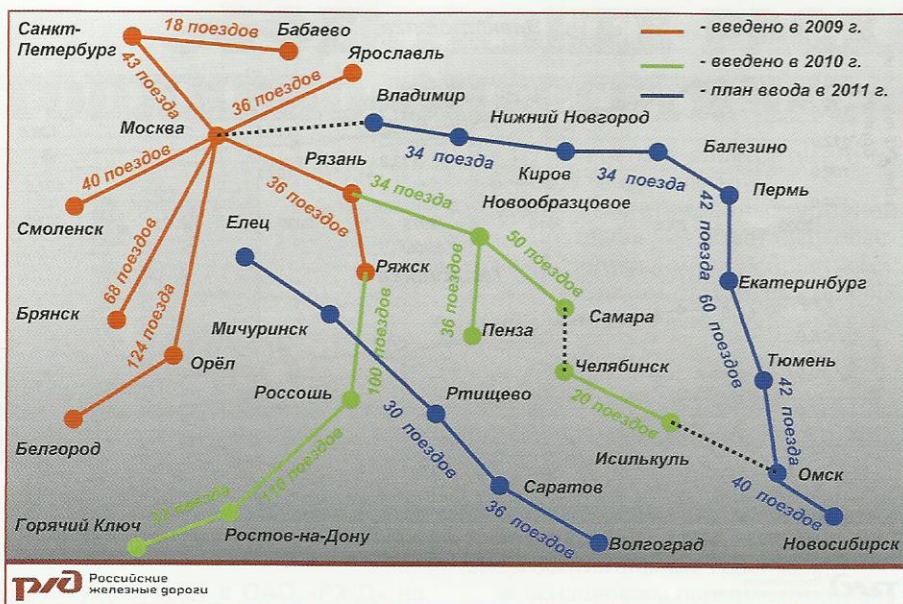 Санкт-
Петербург
18 поездов
Бабаево
- введено в 2009 г.
Ярославль
- введено в 2010 г.
43 поезда
36 поездов
Владимир
- план ввода в 2011 г.
Москва
Нижний Новгород
40 поездов
Рязань
34 поезда
Киров
34 поезда
Балезино
Смоленск
36 поездов
34 поезда
Новообразцовое
Пермь
Елец
42 поезда
68 поездов
Ряжск
50 поездов
Екатеринбург
Брянск
124 поезда
Мичуринск
100 поездов
36 поездов
Пенза
Самара
60 поездов
Орёл
Челябинск
Тюмень
Россошь
Ртищево
20 поездов
42 поезда
Белгород
30 поездов
Исилькуль
Омск
поезда
110 поездов
Саратов
40 поездов
Горячий Ключ
Ростов-на-Дону
36 поездов
Волгоград
Новосибирск
ржд
Российские
железные дороги